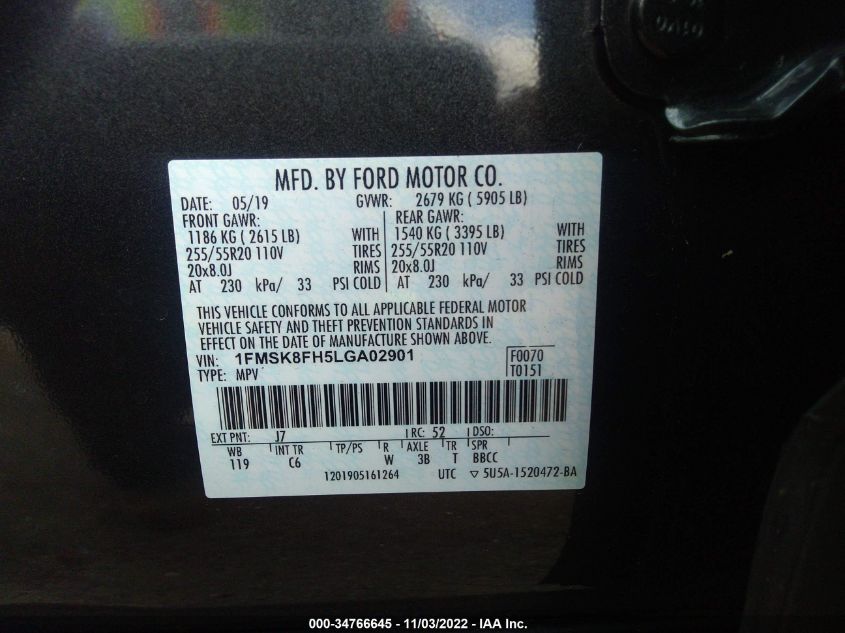 MFD. BY FORD MOTOR CO.
DATE: 05/19 GVWR: 2679 KG ( 5905 LB)
FRONT GAWR: REAR GAWR:
1186 KG ( 2615 LB) WITH 1540 KG ( 3395 LB) WITH
255/55R20 110V TIRES 255/55R20 110V TIRES
20x8.0J RIMS 20x8.0J RIMS
AT 230 kPa/ 33 PSI COLD AT 230 kPa/ 33 PSI COLD
THIS VEHICLE CONFORMS TO ALL APPLICABLE FEDERAL MOTOR
VEHICLE SAFETY AND THEFT PREVENTION STANDARDS IN
EFFECT ON THE DATE OF MANUFACTURE SHOWN ABOVE.
VIN: 1FMSK8FH5LGA02901 F0070
TYPE: MPV T0151
EXT PNT: J7 RC: 52 DSO:
WB INT TR TP/PS R AXLE TR SPR
119 C6 W 3B T BBCC
1201905161264 UTC ▽ 5U5A-1520472-BA
000-34766645 - 11/03/2022 - IAA Inc.